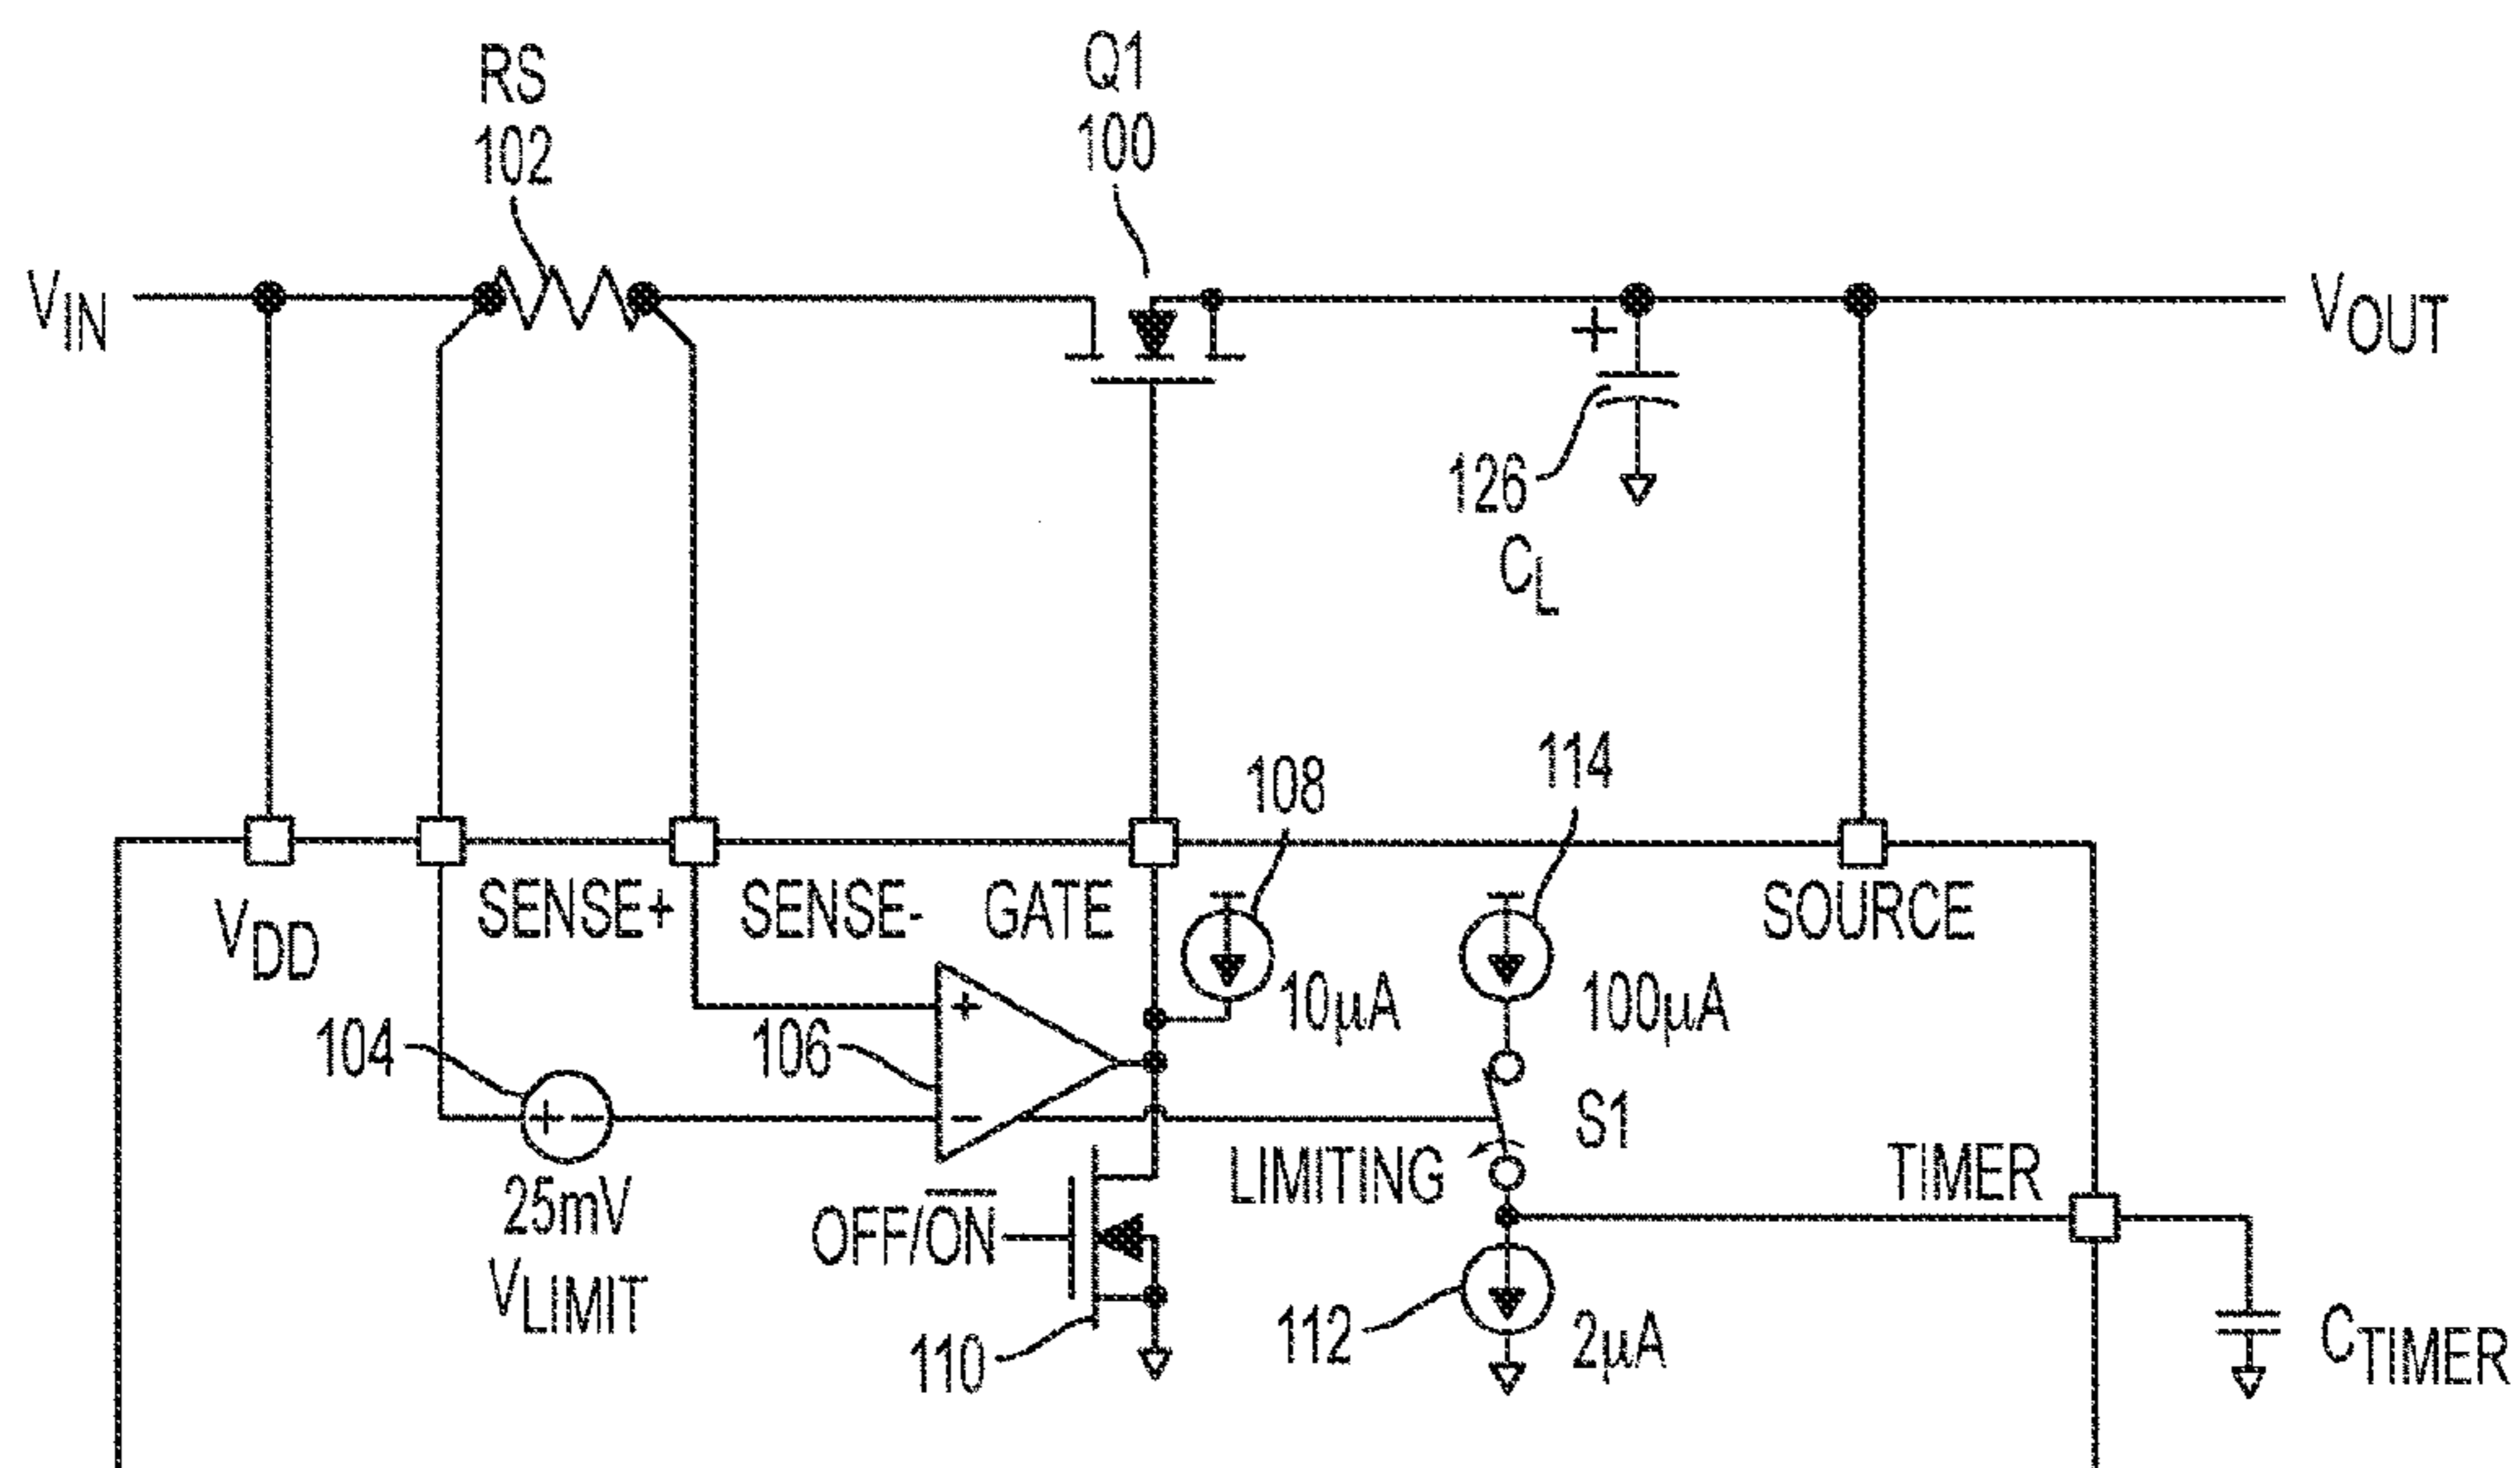 RS
102
Q1
100
VIN
VOUT
+
126
CL
108
114
VDD
SENSE+
SENSE-
GATE
SOURCE
10µA
100µA
104
106
+
-
+ -
S1
25mV
VLIMIT
OFF/O̅N̅
LIMITING
TIMER
110
112
2µA
CTIMER